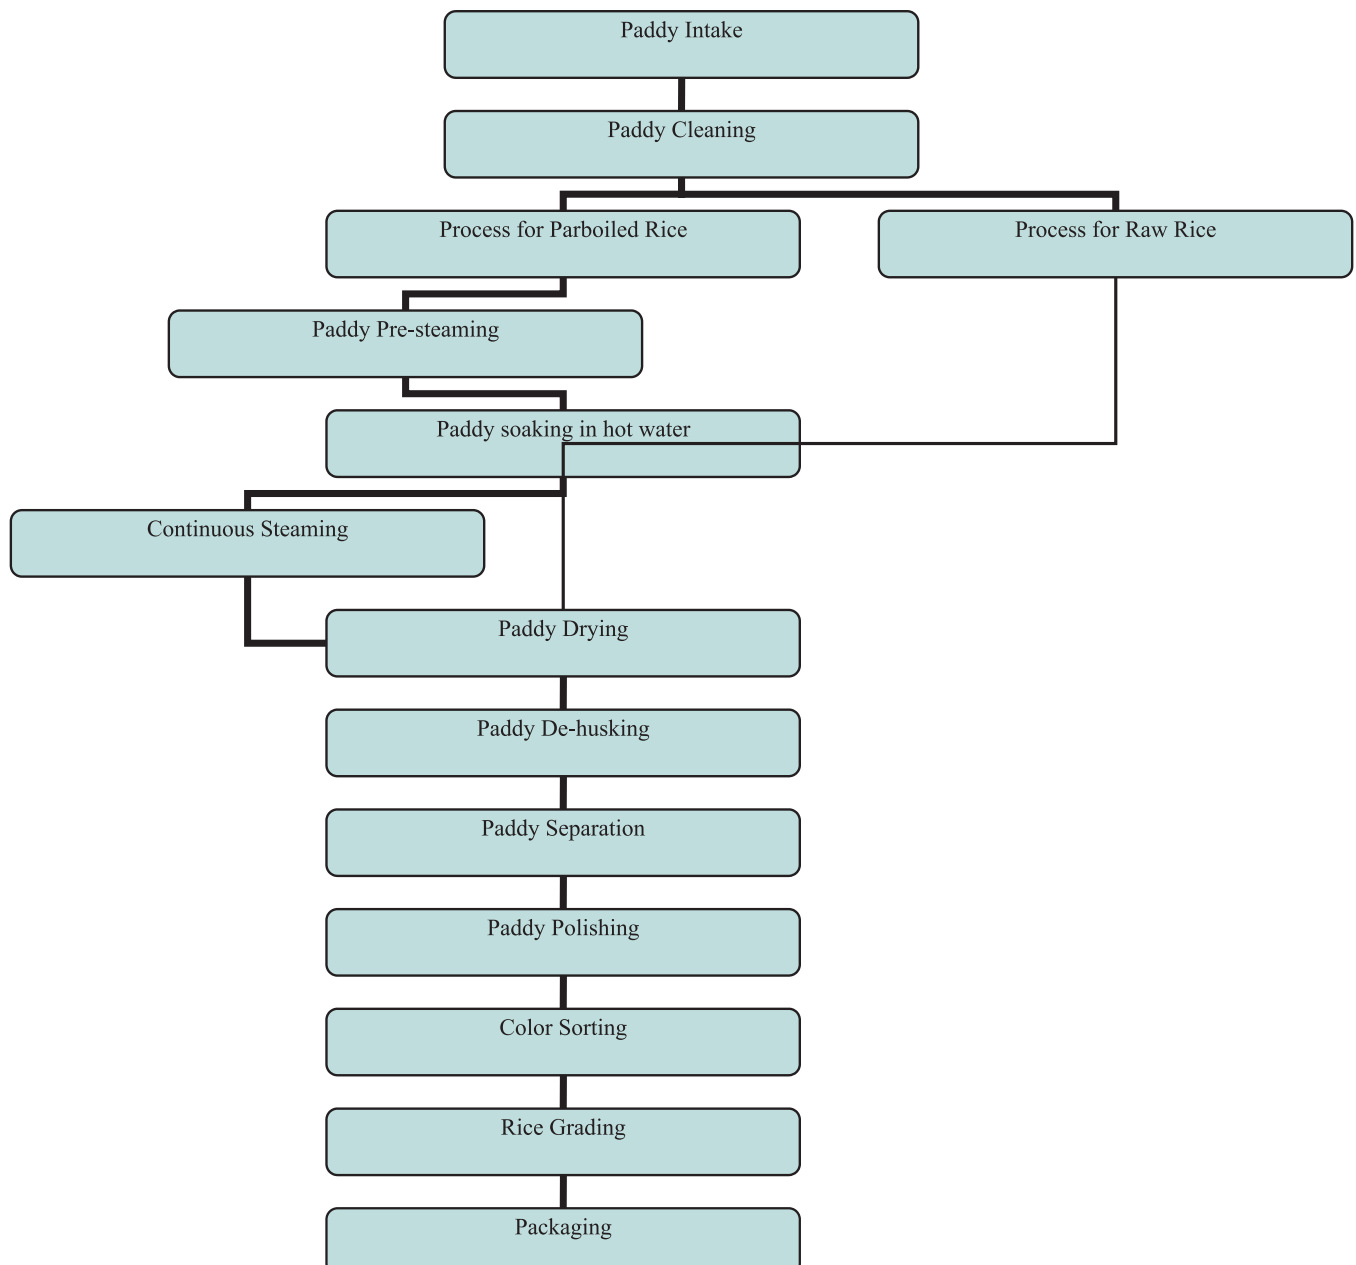 Paddy Intake
Paddy Cleaning
Process for Parboiled Rice
Process for Raw Rice
Paddy Pre-steaming
Paddy soaking in hot water
Continuous Steaming
Paddy Drying
Paddy De-husking
Paddy Separation
Paddy Polishing
Color Sorting
Rice Grading
Packaging